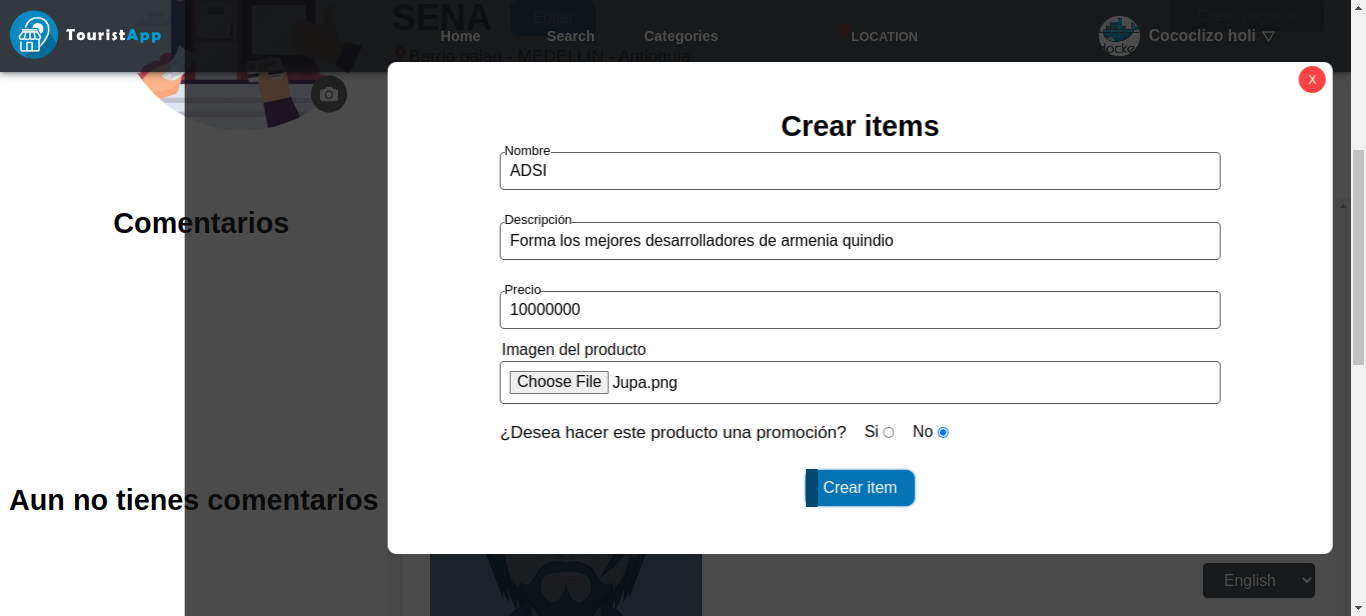 SENA
Editar
Crear negocio
TouristApp
Home
Search
Categories
LOCATION
Cococlizo holi
Barrio galan - MEDELLIN - Antioquia
X
Crear items
Nombre
ADSI
Descripción
Forma los mejores desarrolladores de armenia quindio
Precio
10000000
Imagen del producto
Choose File Jupa.png
¿Desea hacer este producto una promoción? Si No
Crear item
Comentarios
Aun no tienes comentarios
English